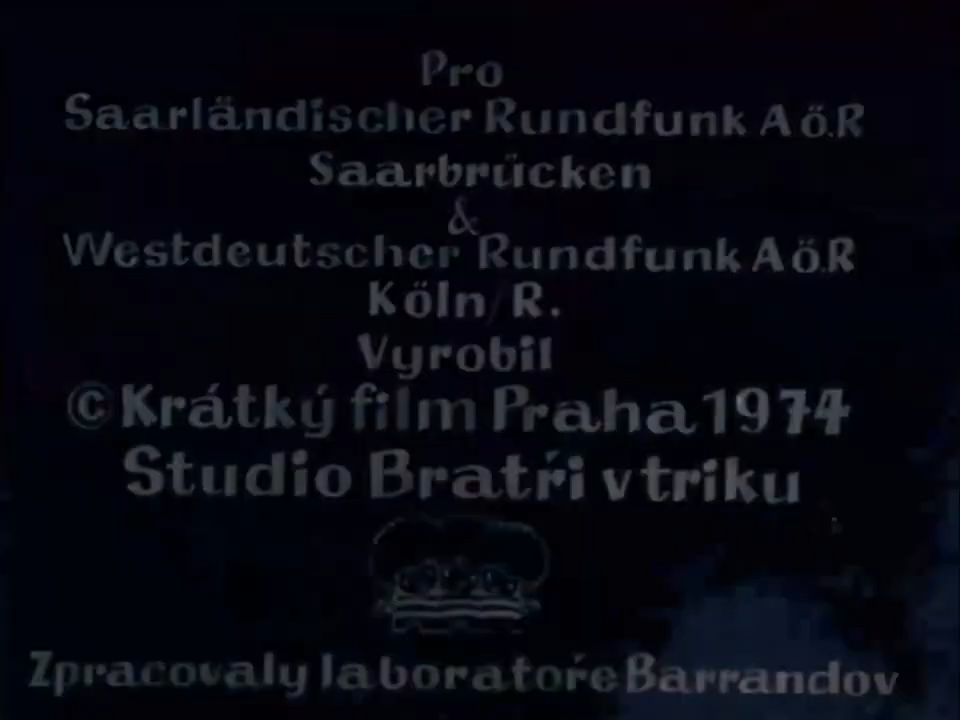 Pro
Saarländischer Rundfunk A ö.R
Saarbrücken
&
Westdeutscher Rundfunk A ö.R
Köln/R.
Vyrobil
© Krátký film Praha 1974
Studio Bratři v triku
Zpracovaly laboratoře Barrandov